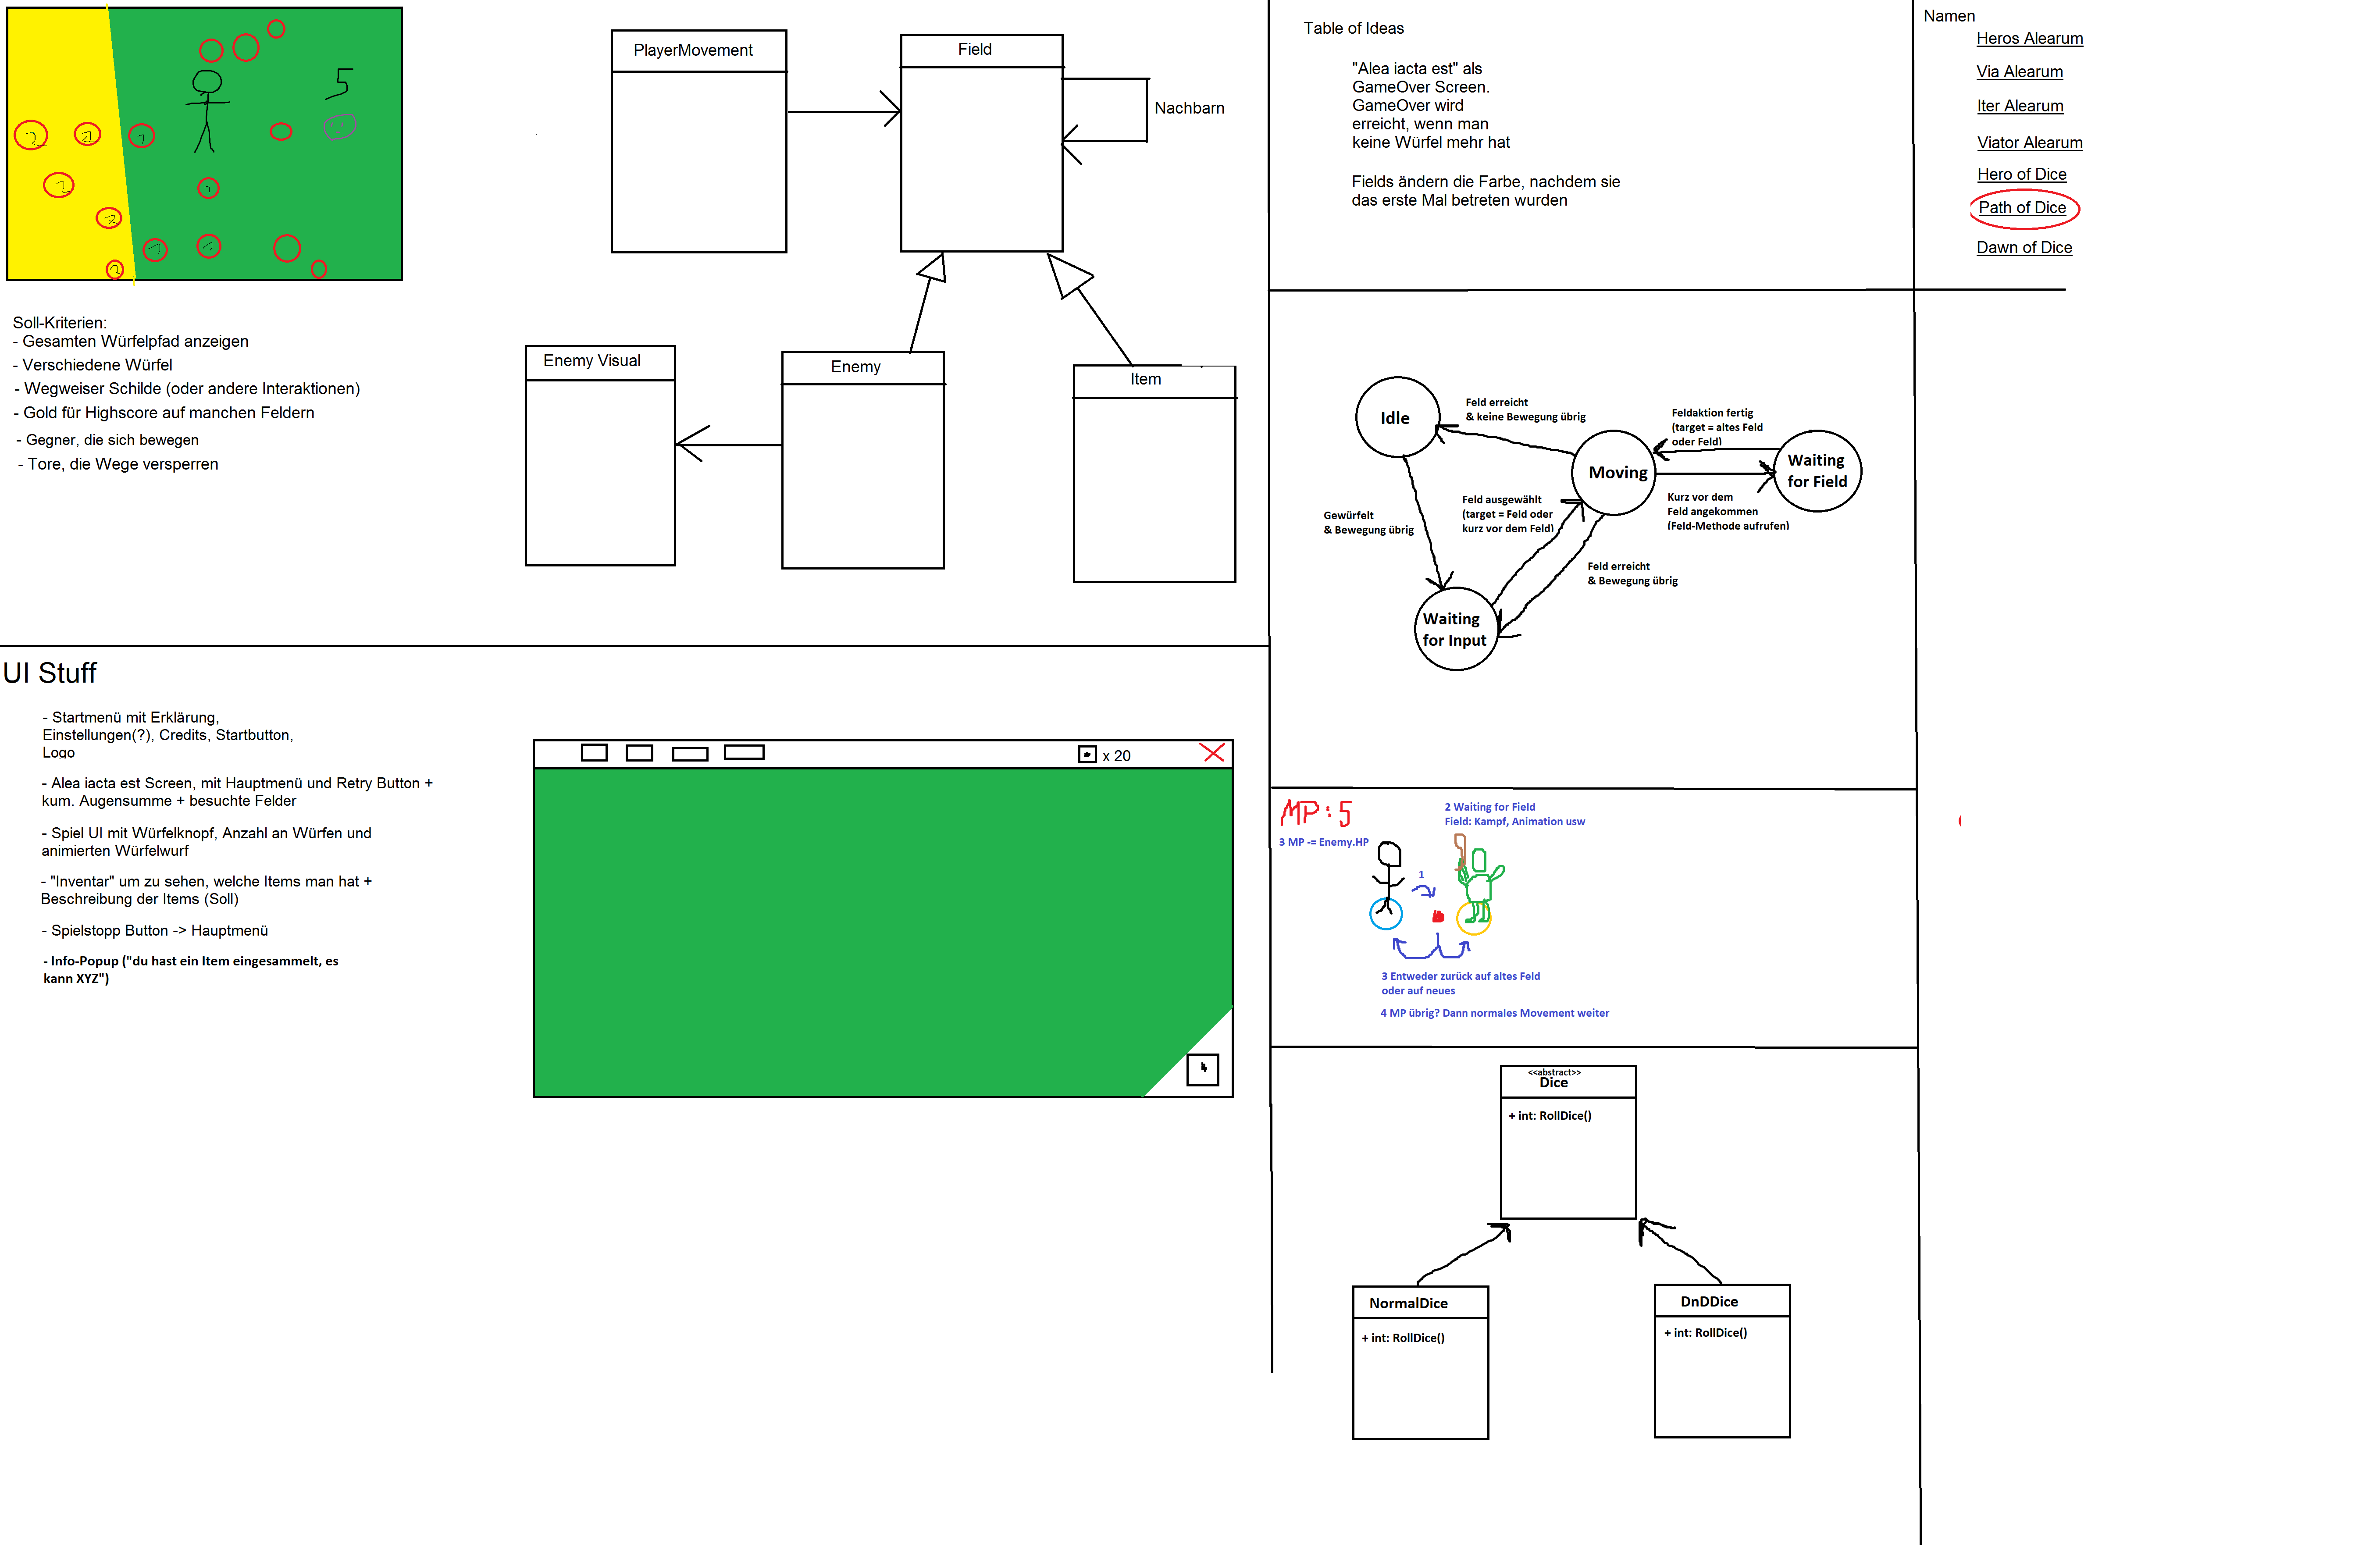 5
2
2
1
2
1
2
1
1
2
Soll-Kriterien:
- Gesamten Würfelpfad anzeigen
- Verschiedene Würfel
- Wegweiser Schilde (oder andere Interaktionen)
- Gold für Highscore auf manchen Feldern
- Gegner, die sich bewegen
- Tore, die Wege versperren
PlayerMovement
Field
Nachbarn
Enemy Visual
Enemy
Item
Table of Ideas
"Alea iacta est" als
GameOver Screen.
GameOver wird
erreicht, wenn man
keine Würfel mehr hat
Fields ändern die Farbe, nachdem sie
das erste Mal betreten wurden
Namen
Heros Alearum
Via Alearum
Iter Alearum
Viator Alearum
Hero of Dice
Path of Dice
Dawn of Dice
Idle
Feld erreicht
& keine Bewegung übrig
Feldaktion fertig
(target = altes Feld
oder Feld)
Moving
Waiting
for Field
Feld ausgewählt
(target = Feld oder
kurz vor dem Feld)
Kurz vor dem
Feld angekommen
(Feld-Methode aufrufen)
Gewürfelt
& Bewegung übrig
Feld erreicht
& Bewegung übrig
Waiting
for Input
UI Stuff
- Startmenü mit Erklärung,
Einstellungen(?), Credits, Startbutton,
Logo
- Alea iacta est Screen, mit Hauptmenü und Retry Button +
kum. Augensumme + besuchte Felder
- Spiel UI mit Würfelknopf, Anzahl an Würfen und
animierten Würfelwurf
- "Inventar" um zu sehen, welche Items man hat +
Beschreibung der Items (Soll)
- Spielstopp Button -> Hauptmenü
- Info-Popup ("du hast ein Item eingesammelt, es
kann XYZ")
x 20
MP: 5
3 MP -= Enemy.HP
2 Waiting for Field
Field: Kampf, Animation usw
1
3 Entweder zurück auf altes Feld
oder auf neues
4 MP übrig? Dann normales Movement weiter
<<abstract>>
Dice
+ int: RollDice()
NormalDice
+ int: RollDice()
DnDDice
+ int: RollDice()